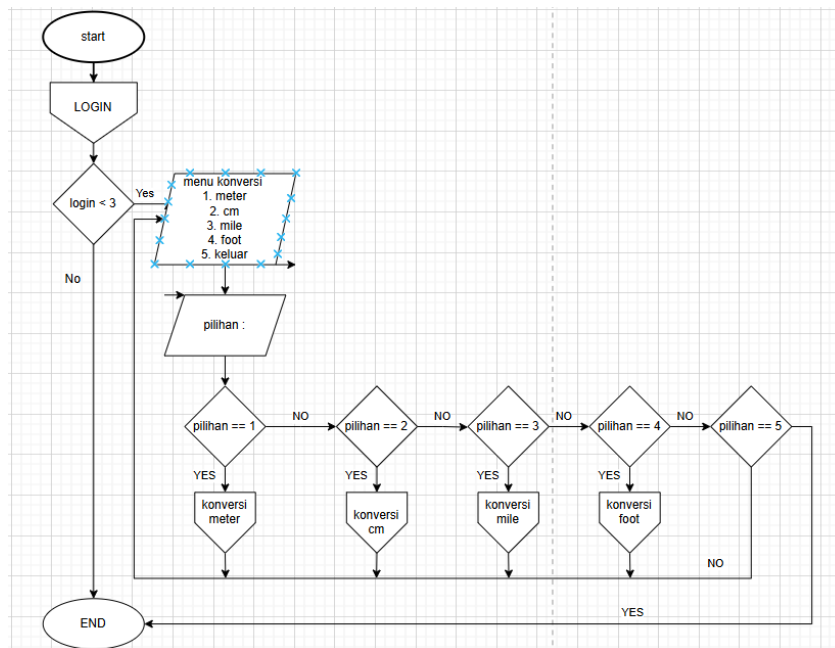 start
LOGIN
login < 3
Yes
No
menu konversi
1. meter
2. cm
3. mile
4. foot
5. keluar
pilihan :
pilihan == 1
NO
pilihan == 2
NO
pilihan == 3
NO
pilihan == 4
NO
pilihan == 5
YES
YES
YES
YES
konversi
meter
konversi
cm
konversi
mile
konversi
foot
NO
YES
END